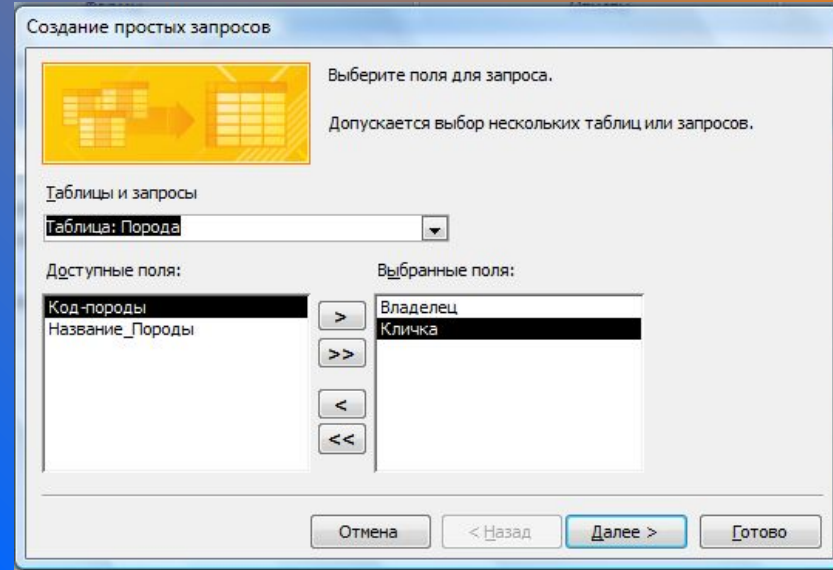 Создание простых запросов
Выберите поля для запроса.
Допускается выбор нескольких таблиц или запросов.
Таблицы и запросы
Таблица: Порода
Доступные поля:
Выбранные поля:
Код-породы
Название_Породы
>
>>
<
<<
Владелец
Кличка
Отмена
< Назад
Далее >
Готово